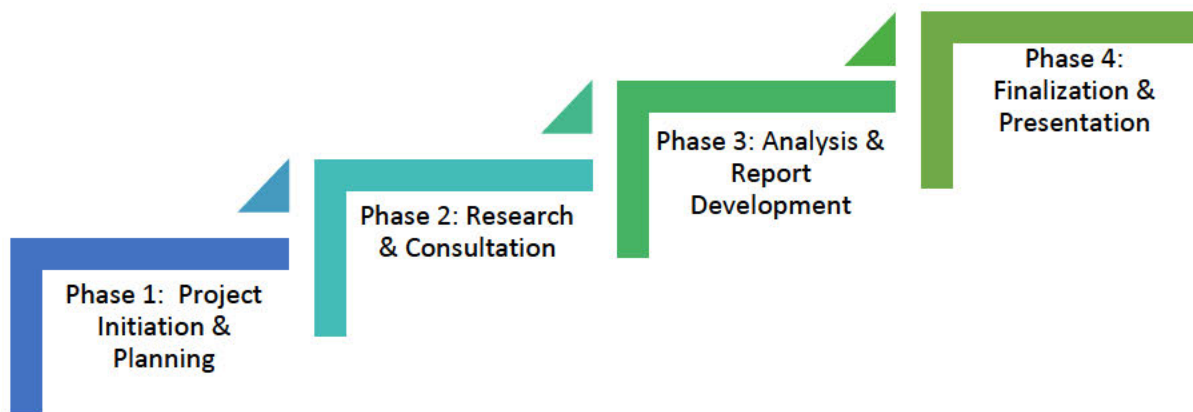 Phase 1:  Project
Initiation &
Planning
Phase 2: Research
& Consultation
Phase 3: Analysis &
Report
Development
Phase 4:
Finalization &
Presentation